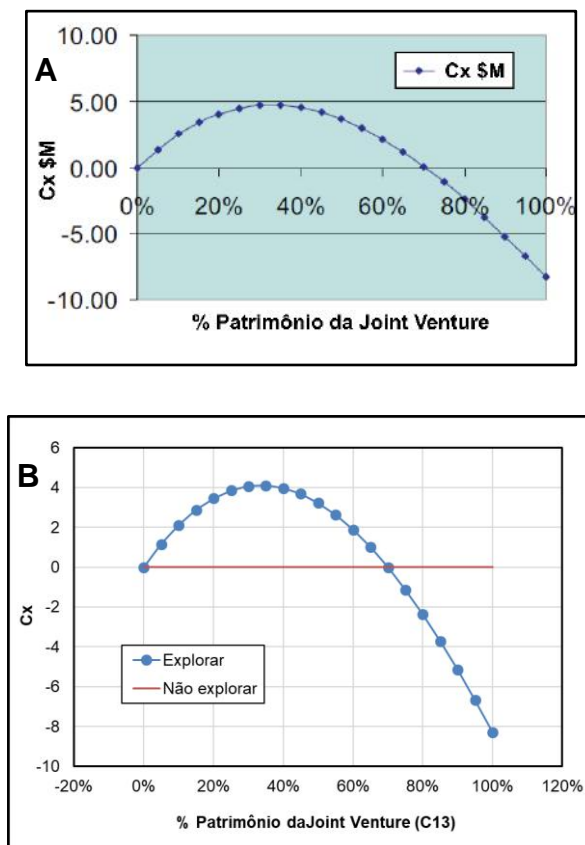 A
10.00
5.00
0.00
-5.00
-10.00
Cx $M
Cx $M
0% 20% 40% 60% 80% 100%
% Patrimônio da Joint Venture
B
6
4
2
0
-2
-4
-6
-8
-10
Cx
Explorar
Não explorar
-20% 0% 20% 40% 60% 80% 100% 120%
% Patrimônio daJoint Venture (C13)